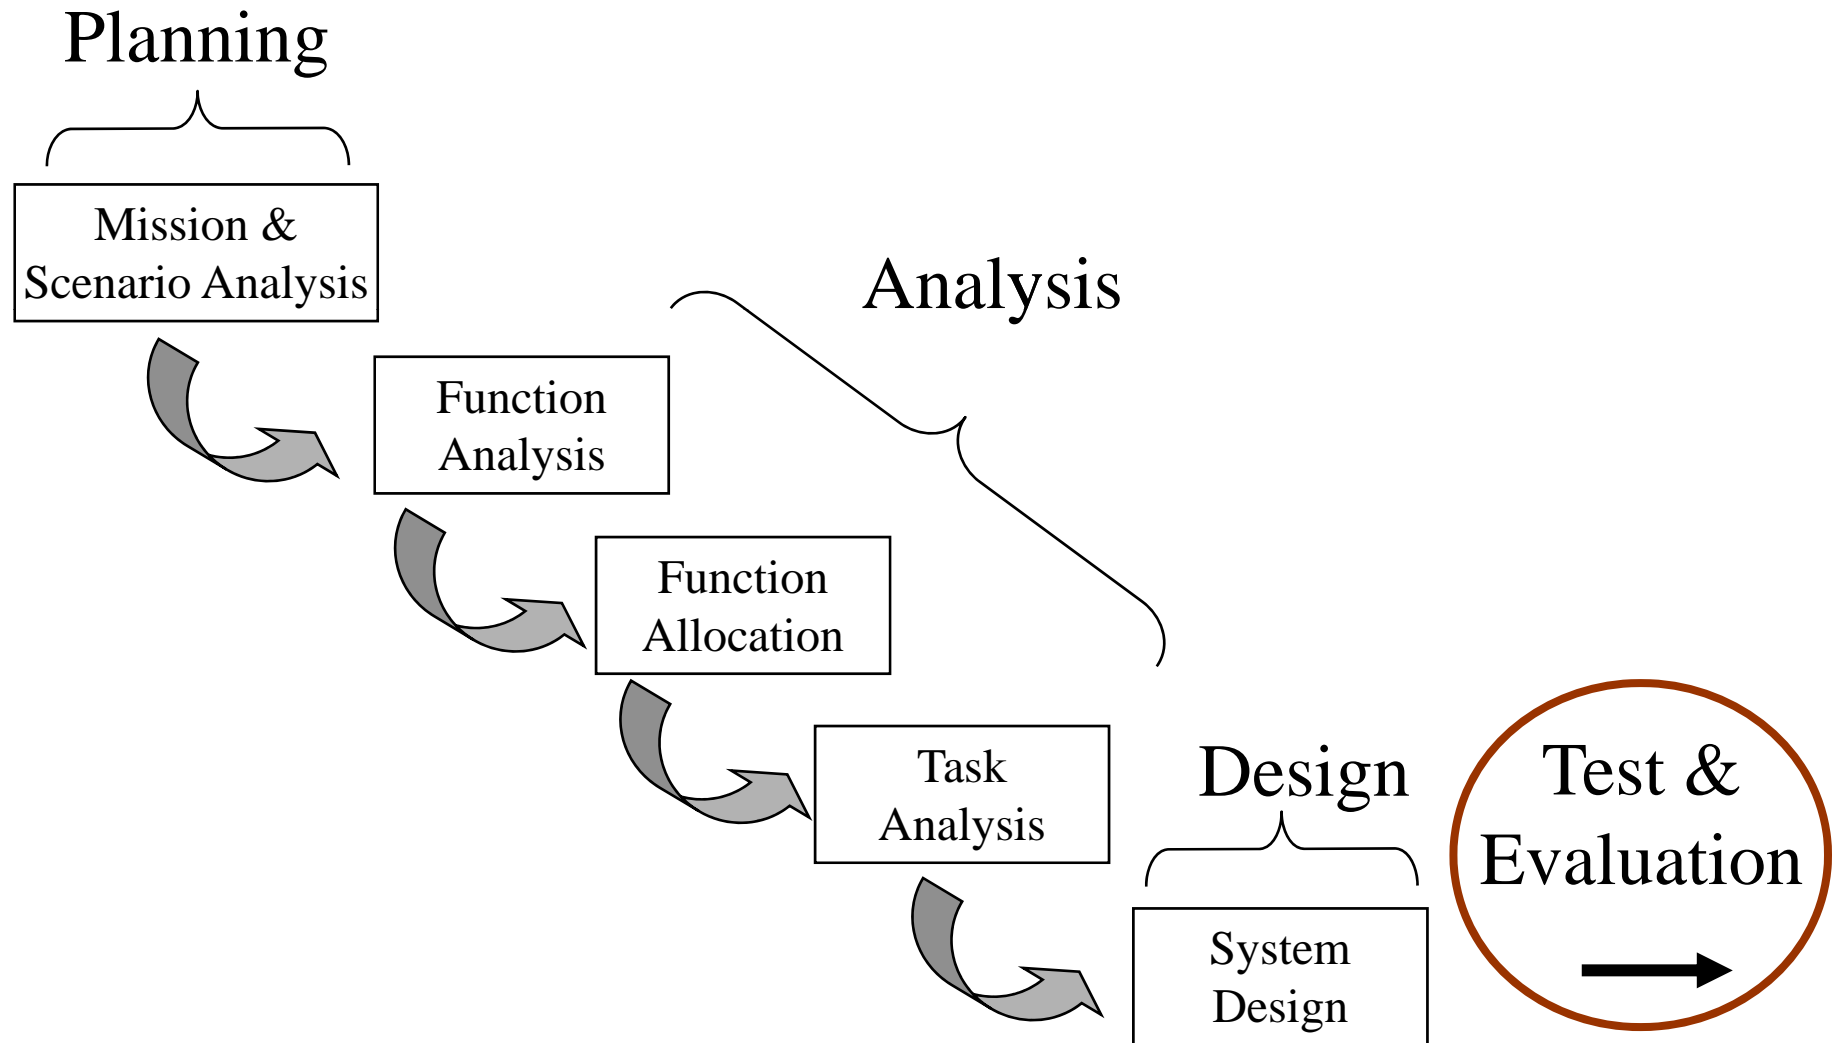 Planning
Mission &
Scenario Analysis
Analysis
Function
Analysis
Function
Allocation
Task
Analysis
Design
System
Design
Test &
Evaluation